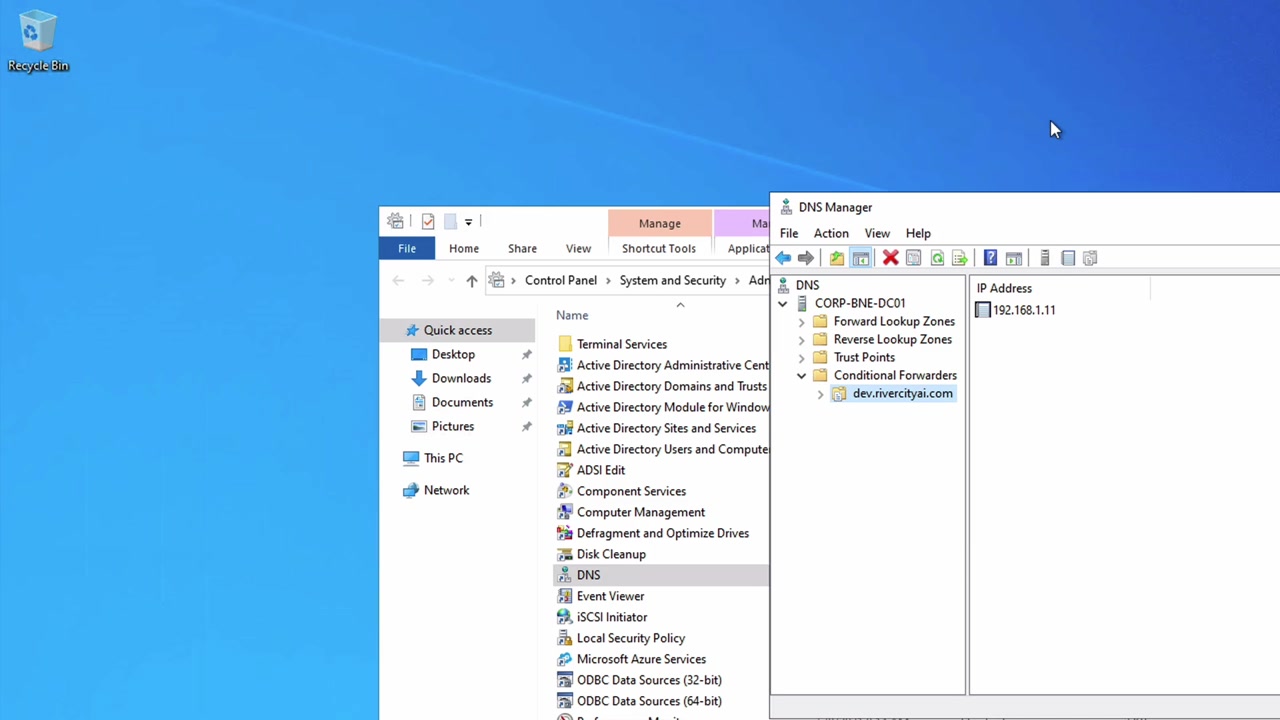 Recycle Bin
Manage
Ma
File
Home
Share
View
Shortcut Tools
Applicat
Control Panel
System and Security
Adn
Quick access
Desktop
Downloads
Documents
Pictures
This PC
Network
Name
Terminal Services
Active Directory Administrative Cent
Active Directory Domains and Trusts
Active Directory Module for Window
Active Directory Sites and Services
Active Directory Users and Compute
ADSI Edit
Component Services
Computer Management
Defragment and Optimize Drives
Disk Cleanup
DNS
Event Viewer
iSCSI Initiator
Local Security Policy
Microsoft Azure Services
ODBC Data Sources (32-bit)
ODBC Data Sources (64-bit)
DNS Manager
File Action View Help
DNS
CORP-BNE-DC01
Forward Lookup Zones
Reverse Lookup Zones
Trust Points
Conditional Forwarders
dev.rivercityai.com
IP Address
192.168.1.11